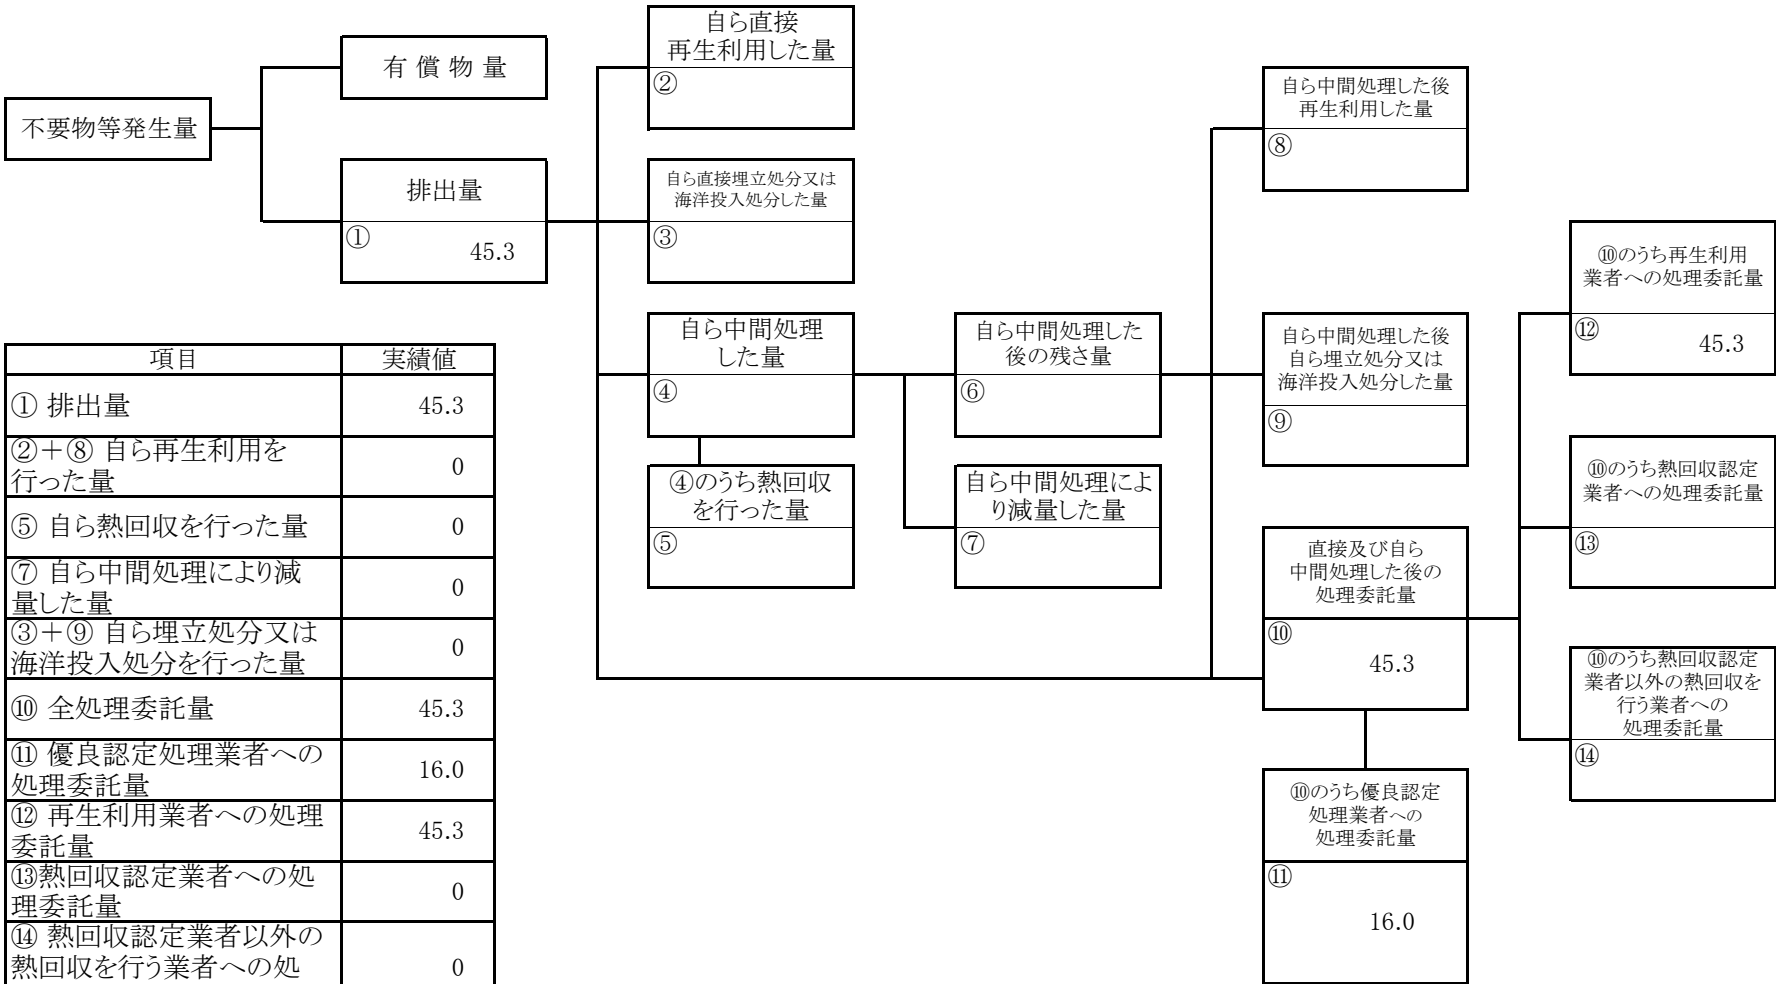 不要物等発生量
有 償 物 量
排出量
①
45.3
自ら直接
再生利用した量
②
自ら直接埋立処分又は
海洋投入処分した量
③
自ら中間処理
した量
④
④のうち熱回収
を行った量
⑤
自ら中間処理した
後の残さ量
⑥
自ら中間処理によ
り減量した量
⑦
自ら中間処理した後
再生利用した量
⑧
自ら中間処理した後
自ら埋立処分又は
海洋投入処分した量
⑨
直接及び自ら
中間処理した後の
処理委託量
⑩
45.3
⑩のうち優良認定
処理業者への
処理委託量
⑪
16.0
⑩のうち再生利用
業者への処理委託量
⑫
45.3
⑩のうち熱回収認定
業者への処理委託量
⑬
⑩のうち熱回収認定
業者以外の熱回収を
行う業者への
処理委託量
⑭
項目 実績値
① 排出量 45.3
②＋⑧ 自ら再生利用を
行った量 0
⑤ 自ら熱回収を行った量 0
⑦ 自ら中間処理により減
量した量 0
③＋⑨ 自ら埋立処分又は
海洋投入処分を行った量 0
⑩ 全処理委託量 45.3
⑪ 優良認定処理業者への
処理委託量 16.0
⑫ 再生利用業者への処理
委託量 45.3
⑬熱回収認定業者への処
理委託量 0
⑭ 熱回収認定業者以外の
熱回収を行う業者への処 0